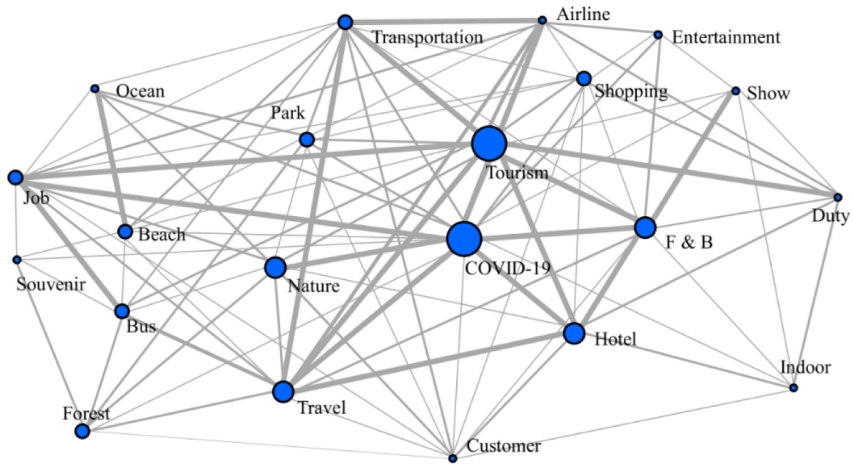 Airline
Transportation
Entertainment
Ocean
Shopping
Show
Park
Tourism
Job
Duty
Beach
F & B
COVID-19
Souvenir
Nature
Bus
Hotel
Indoor
Travel
Forest
Customer